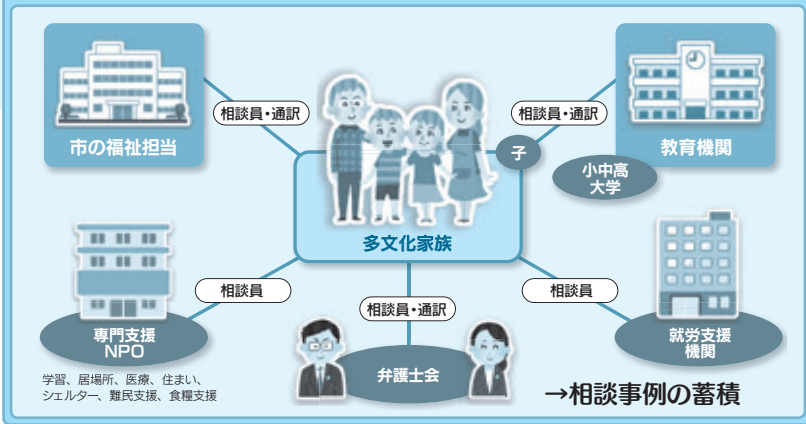 市の福祉担当
相談員・通訳
相談員・通訳
教育機関
子
小中高
大学
多文化家族
相談員
相談員・通訳
相談員
専門支援
NPO
学習、居場所、医療、住まい、
シェルター、難民支援、食糧支援
弁護士会
就労支援
機関
→相談事例の蓄積